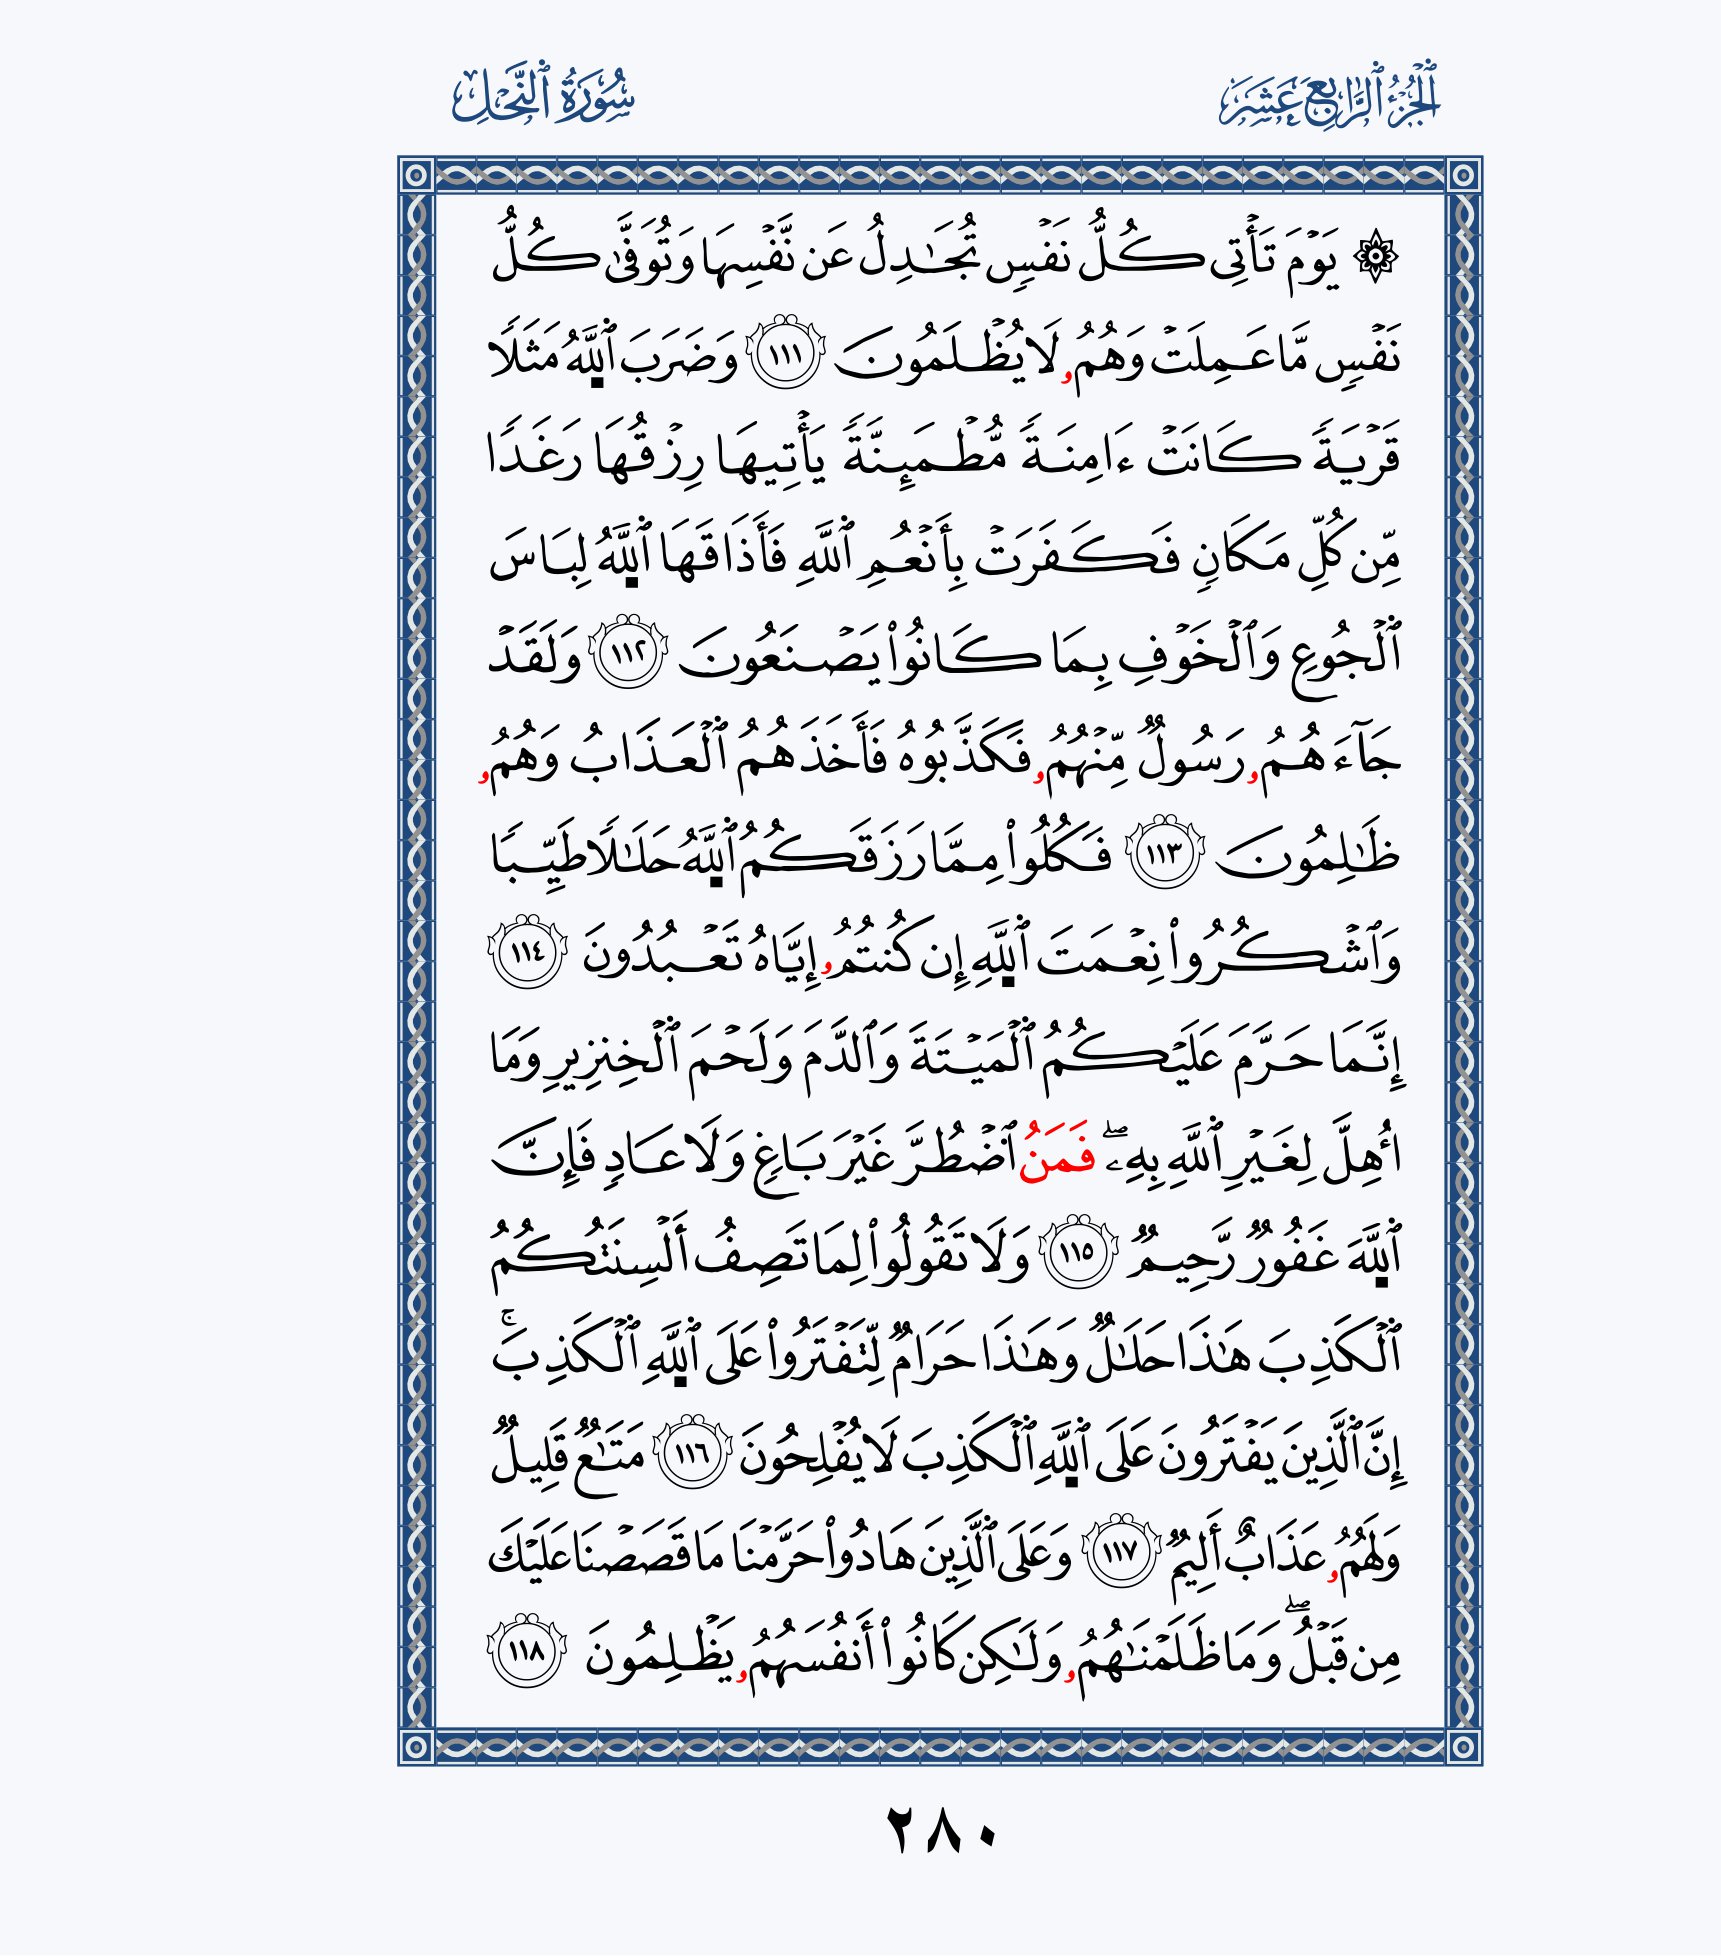 ٱلْجُزْءُ ٱلرَّابِعَ عَشَرَ
سُورَةُ ٱلنَّحْلِ
۞ يَوْمَ تَأْتِى كُلُّ نَفْسٍ تُجَٰدِلُ عَن نَّفْسِهَا وَتُوَفَّىٰ كُلُّ
نَفْسٍ مَّا عَمِلَتْ وَهُمُۥ لَا يُظْلَمُونَ ١١١ وَضَرَبَ ٱللَّهُ مَثَلًا
قَرْيَةً كَانَتْ ءَامِنَةً مُّطْمَئِنَّةً يَأْتِيهَا رِزْقُهَا رَغَدًا
مِّن كُلِّ مَكَانٍ فَكَفَرَتْ بِأَنْعُمِ ٱللَّهِ فَأَذَاقَهَا ٱللَّهُ لِبَاسَ
ٱلْجُوعِ وَٱلْخَوْفِ بِمَا كَانُوا۟ يَصْنَعُونَ ١١٢ وَلَقَدْ
جَآءَهُمُۥ رَسُولٌ مِّنْهُمُۥ فَكَذَّبُوهُ فَأَخَذَهُمُ ٱلْعَذَابُ وَهُمُۥ
ظَٰلِمُونَ ١١٣ فَكُلُوا۟ مِمَّا رَزَقَكُمُ ٱللَّهُ حَلَٰلًا طَيِّبًا
وَٱشْكُرُوا۟ نِعْمَتَ ٱللَّهِ إِن كُنتُمُۥ إِيَّاهُ تَعْبُدُونَ ١١٤
إِنَّمَا حَرَّمَ عَلَيْكُمُ ٱلْمَيْتَةَ وَٱلدَّمَ وَلَحْمَ ٱلْخِنزِيرِ وَمَا
أُهِلَّ لِغَيْرِ ٱللَّهِ بِهِۦۖ فَمَنُ ٱضْطُرَّ غَيْرَ بَاغٍ وَلَا عَادٍ فَإِنَّ
ٱللَّهَ غَفُورٌ رَّحِيمٌ ١١٥ وَلَا تَقُولُوا۟ لِمَا تَصِفُ أَلْسِنَتُكُمُ
ٱلْكَذِبَ هَٰذَا حَلَٰلٌ وَهَٰذَا حَرَامٌ لِّتَفْتَرُوا۟ عَلَى ٱللَّهِ ٱلْكَذِبَۚ
إِنَّ ٱلَّذِينَ يَفْتَرُونَ عَلَى ٱللَّهِ ٱلْكَذِبَ لَا يُفْلِحُونَ ١١٦ مَتَٰعٌ قَلِيلٌ
وَلَهُمُۥ عَذَابٌ أَلِيمٌ ١١٧ وَعَلَى ٱلَّذِينَ هَادُوا۟ حَرَّمْنَا مَا قَصَصْنَا عَلَيْكَ
مِن قَبْلُۖ وَمَا ظَلَمْنَٰهُمُۥ وَلَٰكِن كَانُوا۟ أَنفُسَهُمُۥ يَظْلِمُونَ ١١٨
٢٨٠